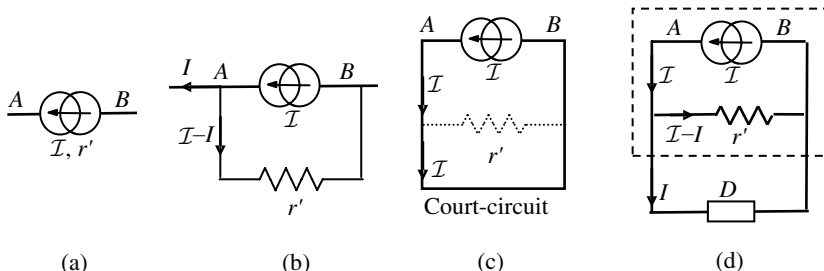 A B
ℐ, r'
(a)
I A B
ℐ
ℐ–I
r'
(b)
A B
ℐ
ℐ
r'
ℐ
Court-circuit
(c)
A B
ℐ
ℐ
ℐ–I r'
I D
(d)